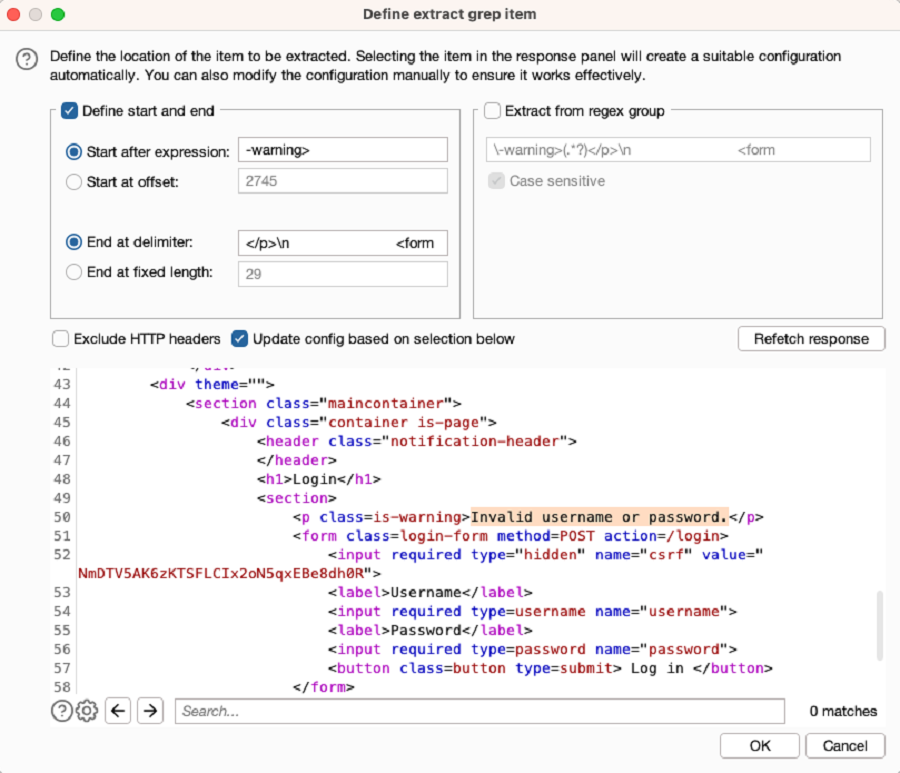 Define extract grep item
Define the location of the item to be extracted. Selecting the item in the response panel will create a suitable configuration
automatically. You can also modify the configuration manually to ensure it works effectively.
Define start and end
Start after expression: -warning>
Start at offset: 2745
End at delimiter: </p>\n                <form
End at fixed length: 29
Extract from regex group
\-warning>(.*?)</p>\n                <form
Case sensitive
Exclude HTTP headers
Update config based on selection below
Refetch response
43 <div theme="">
44 <section class="maincontainer">
45 <div class="container is-page">
46 <header class="notification-header">
47 </header>
48 <h1>Login</h1>
49 <section>
50 <p class=is-warning>Invalid username or password.</p>
51 <form class=login-form method=POST action=/login>
52 <input required type="hidden" name="csrf" value="
NmDTV5AK6zKTSFLCIx2oN5qxEBe8dh0R">
53 <label>Username</label>
54 <input required type=username name="username">
55 <label>Password</label>
56 <input required type=password name="password">
57 <button class=button type=submit> Log in </button>
58 </form>
Search...
0 matches
OK
Cancel